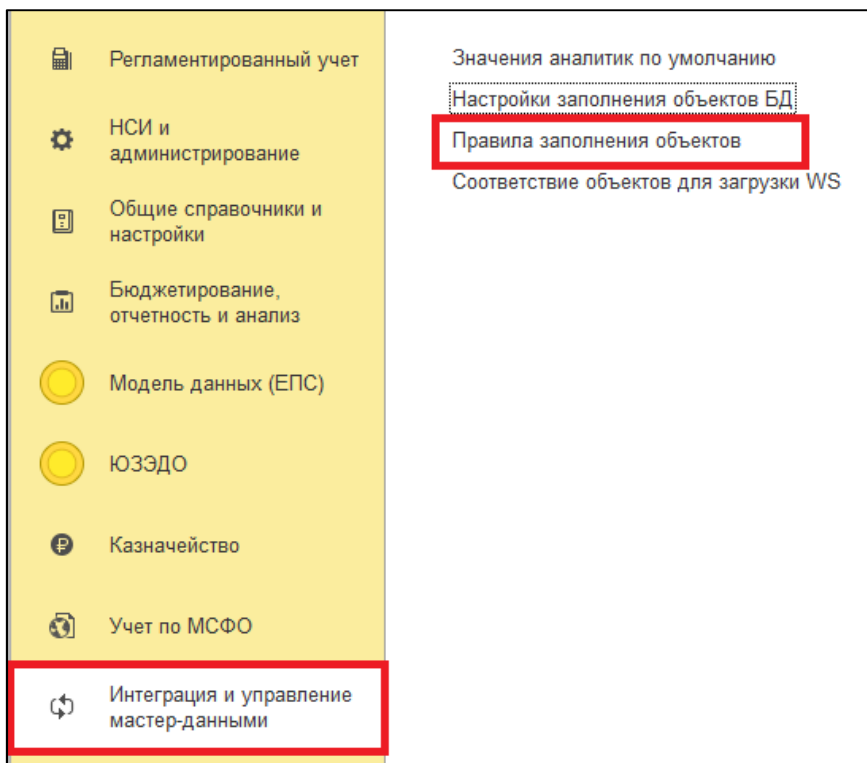 Регламентированный учет
НСИ и
администрирование
Общие справочники и
настройки
Бюджетирование,
отчетность и анализ
Модель данных (ЕПС)
ЮЗЭДО
Казначейство
Учет по МСФО
Интеграция и управление
мастер-данными
Значения аналитик по умолчанию
Настройки заполнения объектов БД
Правила заполнения объектов
Соответствие объектов для загрузки WS